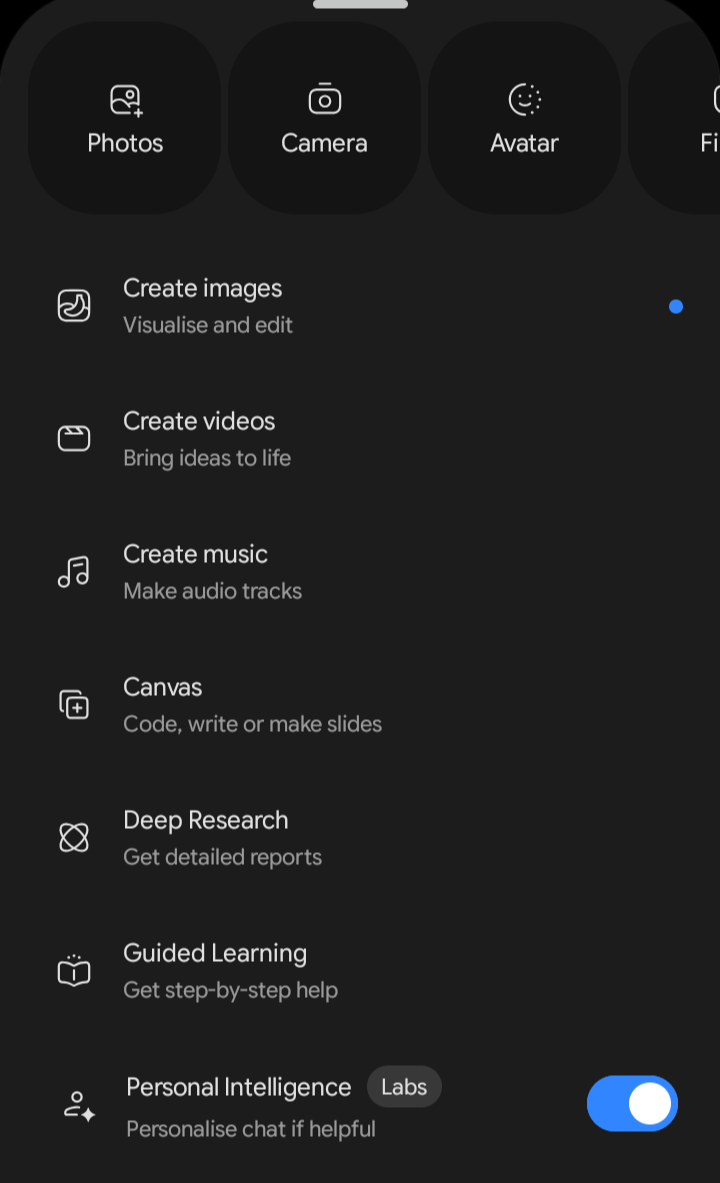 Photos
Camera
Avatar
Fi
Create images
Visualise and edit
Create videos
Bring ideas to life
Create music
Make audio tracks
Canvas
Code, write or make slides
Deep Research
Get detailed reports
Guided Learning
Get step-by-step help
Personal Intelligence Labs
Personalise chat if helpful